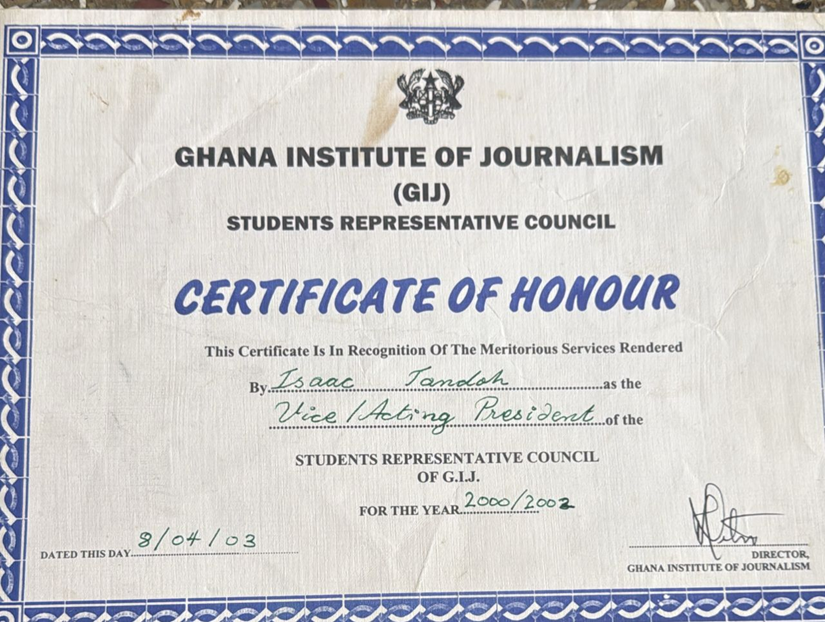 GHANA INSTITUTE OF JOURNALISM
(GIJ)
STUDENTS REPRESENTATIVE COUNCIL
CERTIFICATE OF HONOUR
This Certificate Is In Recognition Of The Meritorious Services Rendered
By Isaac Tandoh as the
Vice / Acting President of the
STUDENTS REPRESENTATIVE COUNCIL
OF G.I.J.
FOR THE YEAR 2000/2002
DATED THIS DAY 8/04/03
DIRECTOR,
GHANA INSTITUTE OF JOURNALISM